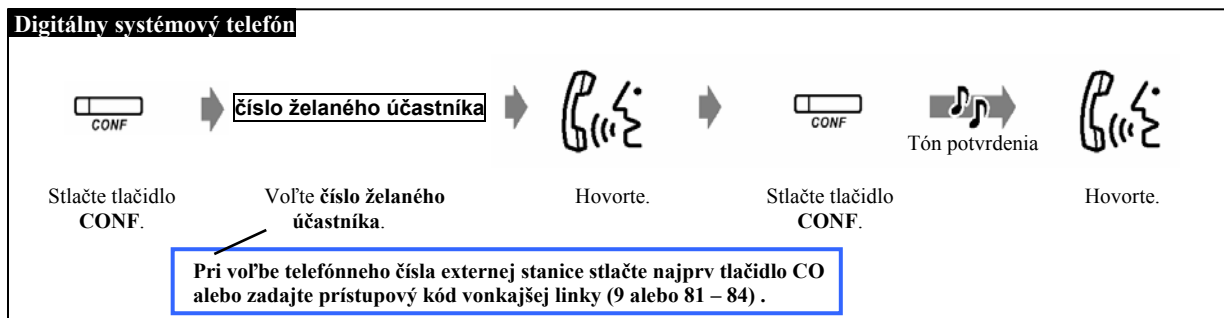 Digitálny systémový telefón
CONF
číslo želaného účastníka
CONF
Tón potvrdenia
Stlačte tlačidlo
CONF.
Voľte číslo želaného
účastníka.
Hovorte.
Stlačte tlačidlo
CONF.
Hovorte.
Pri voľbe telefónneho čísla externej stanice stlačte najprv tlačidlo CO
alebo zadajte prístupový kód vonkajšej linky (9 alebo 81 – 84) .